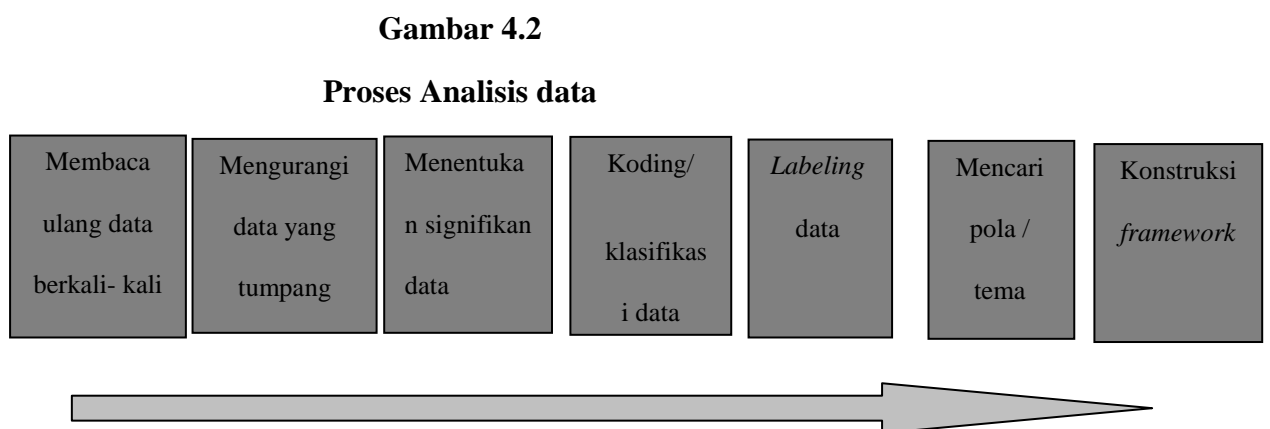 Gambar 4.2
Proses Analisis data
Membaca
ulang data
berkali- kali
Mengurangi
data yang
tumpang
Menentuka
n signifikan
data
Koding/
klasifikas
i data
Labeling
data
Mencari
pola /
tema
Konstruksi
framework